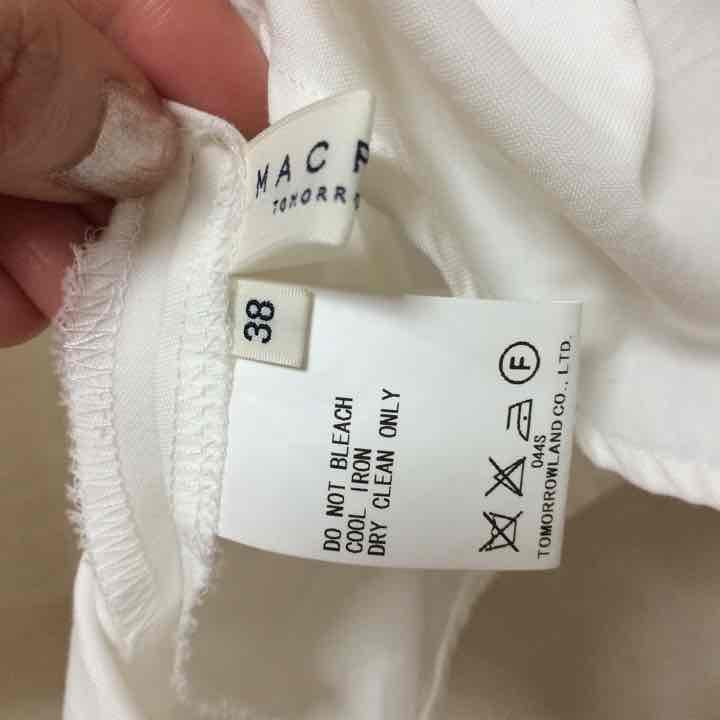 MAC P
TOMORR
38
DO NOT BLEACH
COOL IRON
DRY CLEAN ONLY
F
044S
TOMORROWLAND CO., LTD.